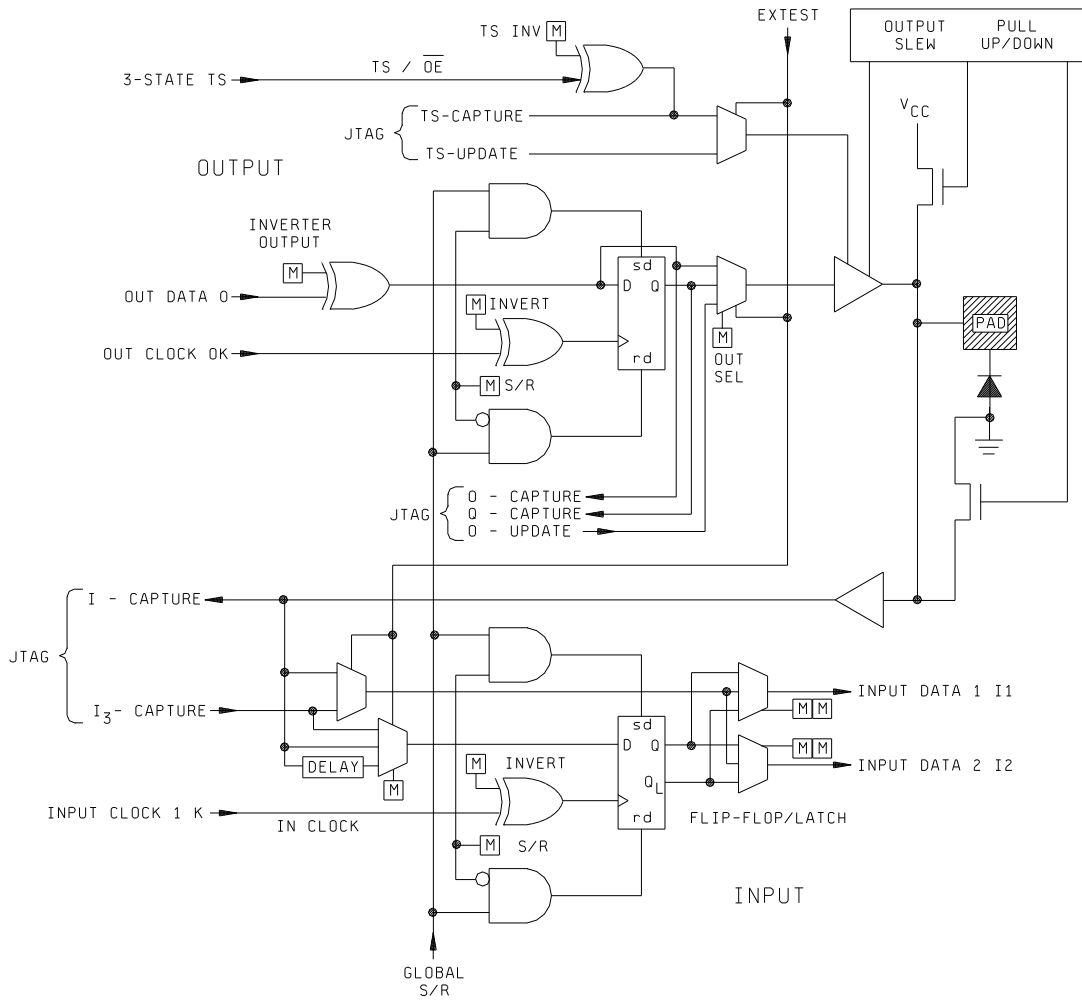 EXTEST
OUTPUT SLEW
PULL UP/DOWN
TS INV M
3-STATE TS
TS / OE
VCC
JTAG
TS-CAPTURE
TS-UPDATE
OUTPUT
INVERTER OUTPUT
M
OUT DATA O
M INVERT
OUT CLOCK OK
sd
D Q
rd
M
OUT SEL
PAD
M S/R
JTAG
O - CAPTURE
Q - CAPTURE
O - UPDATE
I - CAPTURE
JTAG
I3- CAPTURE
INPUT DATA 1 I1
M M
sd
D Q
QL
rd
M M
INPUT DATA 2 I2
DELAY
M
M INVERT
INPUT CLOCK 1 K
IN CLOCK
FLIP-FLOP/LATCH
M S/R
INPUT
GLOBAL S/R